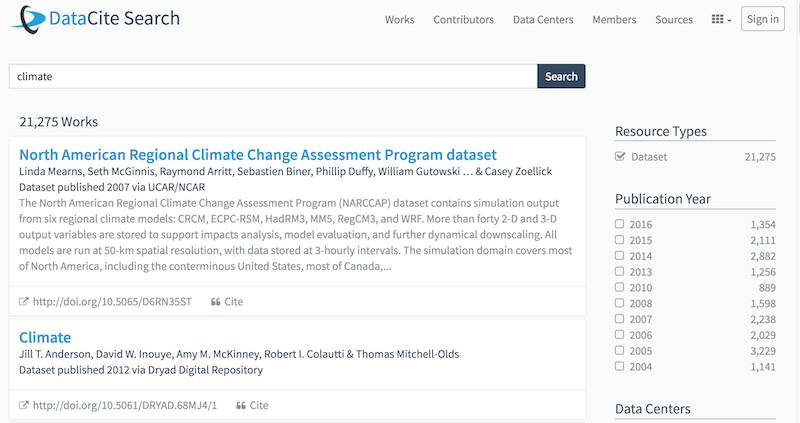 DataCite Search
Works Contributors Data Centers Members Sources Sign in
climate Search
21,275 Works
North American Regional Climate Change Assessment Program dataset
Linda Mearns, Seth McGinnis, Raymond Arritt, Sebastien Biner, Phillip Duffy, William Gutowski … & Casey Zoellick
Dataset published 2007 via UCAR/NCAR
The North American Regional Climate Change Assessment Program (NARCCAP) dataset contains simulation output
from six regional climate models: CRCM, ECPC-RSM, HadRM3, MM5, RegCM3, and WRF. More than forty 2-D and 3-D
output variables are stored to support impacts analysis, model evaluation, and further dynamical downscaling. All
models are run at 50-km spatial resolution, with data stored at 3-hourly intervals. The simulation domain covers most
of North America, including the conterminous United States, most of Canada,...
http://doi.org/10.5065/D6RN35ST Cite
Climate
Jill T. Anderson, David W. Inouye, Amy M. McKinney, Robert I. Colautti & Thomas Mitchell-Olds
Dataset published 2012 via Dryad Digital Repository
http://doi.org/10.5061/DRYAD.68MJ4/1 Cite
Resource Types
Dataset 21,275
Publication Year
2016 1,354
2015 2,111
2014 2,882
2013 1,256
2010 889
2008 1,598
2007 2,238
2006 2,029
2005 3,229
2004 1,141
Data Centers